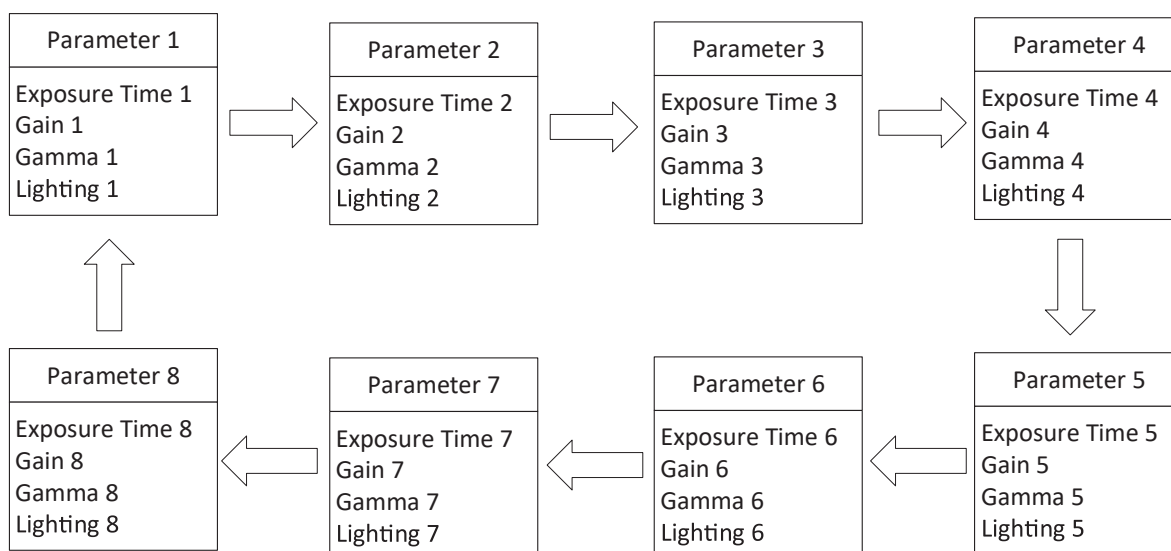 Parameter 1
Exposure Time 1
Gain 1
Gamma 1
Lighting 1
Parameter 2
Exposure Time 2
Gain 2
Gamma 2
Lighting 2
Parameter 3
Exposure Time 3
Gain 3
Gamma 3
Lighting 3
Parameter 4
Exposure Time 4
Gain 4
Gamma 4
Lighting 4
Parameter 8
Exposure Time 8
Gain 8
Gamma 8
Lighting 8
Parameter 7
Exposure Time 7
Gain 7
Gamma 7
Lighting 7
Parameter 6
Exposure Time 6
Gain 6
Gamma 6
Lighting 6
Parameter 5
Exposure Time 5
Gain 5
Gamma 5
Lighting 5